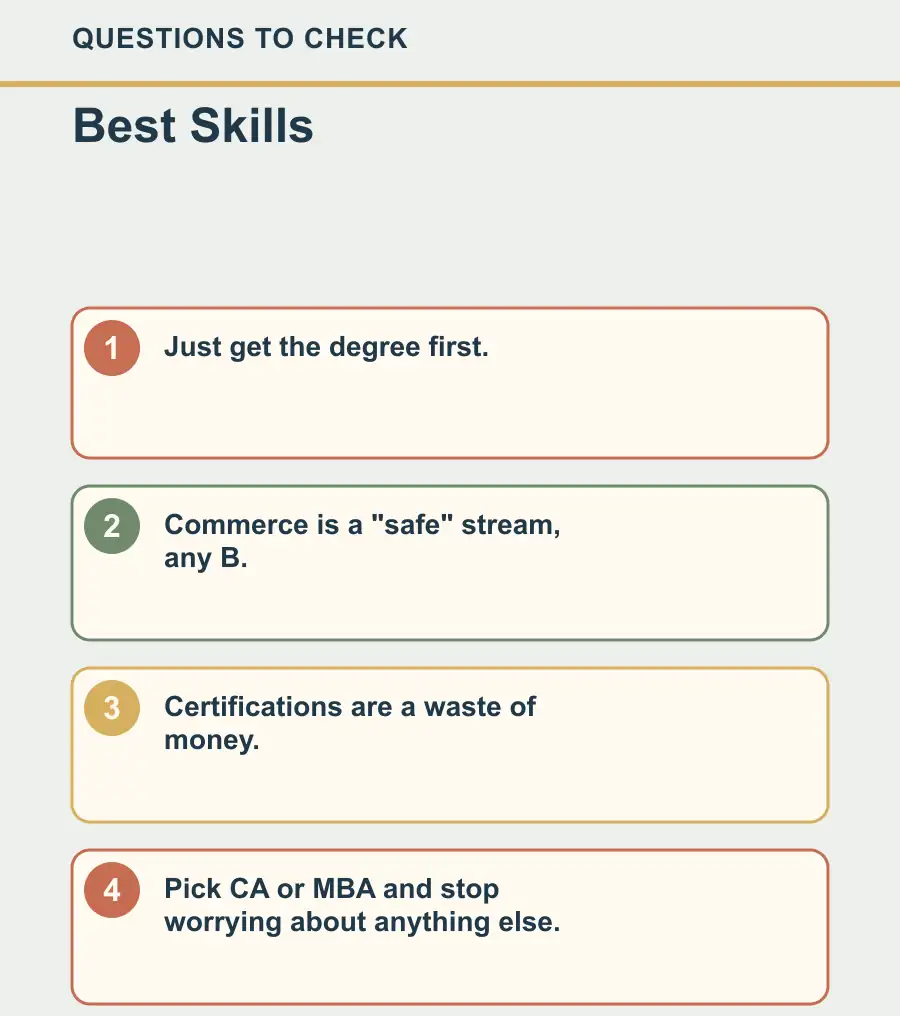 QUESTIONS TO CHECK
Best Skills
1
Just get the degree first.
2
Commerce is a "safe" stream,
any B.
3
Certifications are a waste of
money.
4
Pick CA or MBA and stop
worrying about anything else.